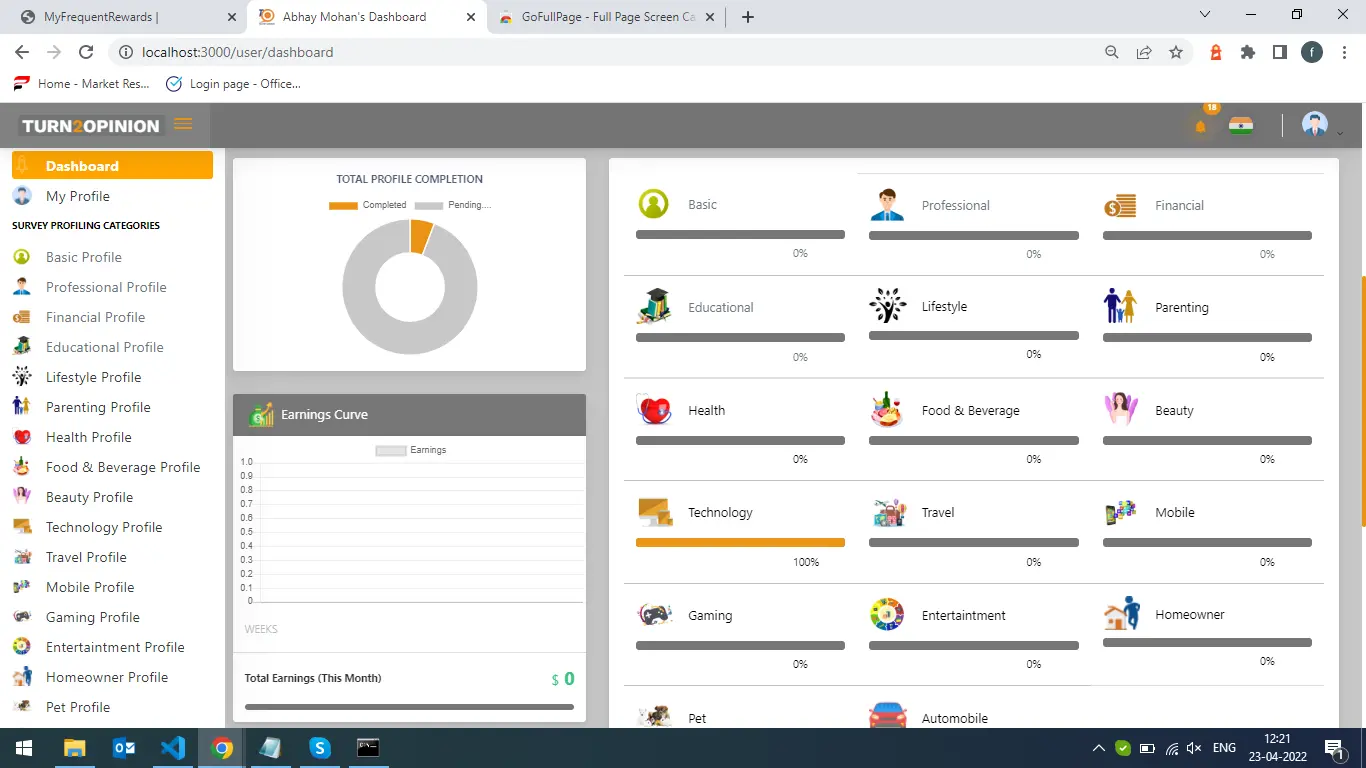 MyFrequentRewards |
Abhay Mohan's Dashboard
GoFullPage - Full Page Screen Ca
localhost:3000/user/dashboard
f
Home - Market Res...
Login page - Office...
TURN2OPINION
18
Dashboard
My Profile
SURVEY PROFILING CATEGORIES
Basic Profile
Professional Profile
Financial Profile
Educational Profile
Lifestyle Profile
Parenting Profile
Health Profile
Food & Beverage Profile
Beauty Profile
Technology Profile
Travel Profile
Mobile Profile
Gaming Profile
Entertaintment Profile
Homeowner Profile
Pet Profile
TOTAL PROFILE COMPLETION
Completed
Pending....
Earnings Curve
Earnings
1.0
0.9
0.8
0.7
0.6
0.5
0.4
0.3
0.2
0.1
0
WEEKS
Total Earnings (This Month)
$ 0
Basic
0%
Professional
0%
Financial
0%
Educational
0%
Lifestyle
0%
Parenting
0%
Health
0%
Food & Beverage
0%
Beauty
0%
Technology
100%
Travel
0%
Mobile
0%
Gaming
0%
Entertaintment
0%
Homeowner
0%
Pet
Automobile
ENG
12:21
23-04-2022
1